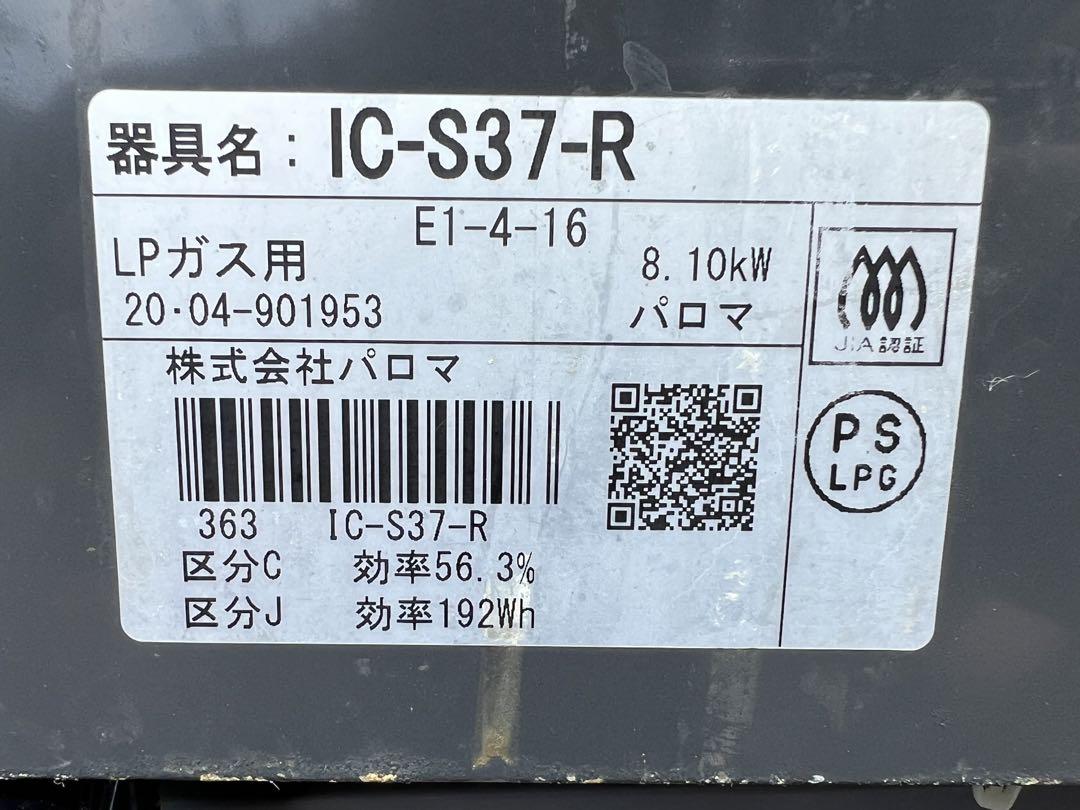 器具名：IC-S37-R
E1-4-16
LPガス用 8.10kW
20·04-901953 パロマ
JIA認証
株式会社パロマ
PS
LPG
363 IC-S37-R
区分C 効率56.3%
区分J 効率192Wh